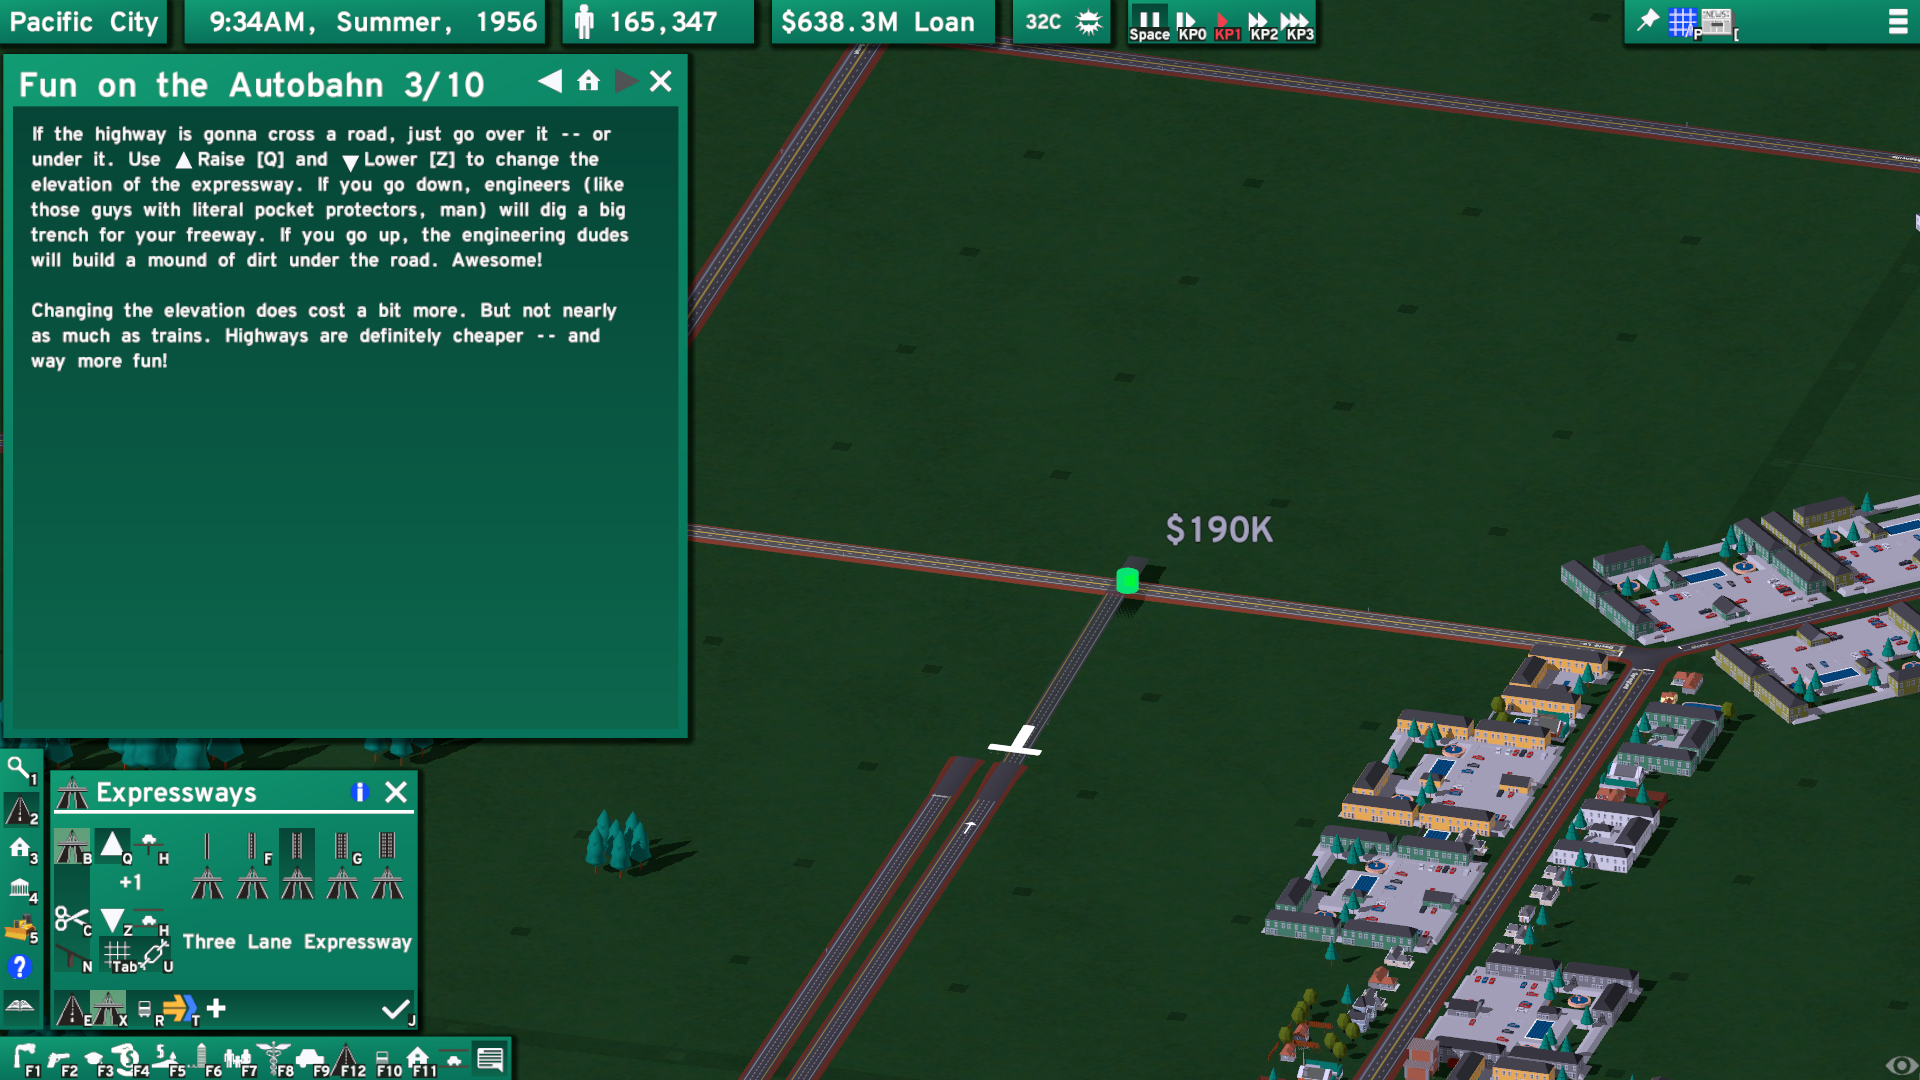 Pacific City
9:34AM, Summer, 1956
165,347
$638.3M Loan
32C
Space
KP0
KP1
KP2
KP3
P
[
Fun on the Autobahn 3/10
If the highway is gonna cross a road, just go over it -- or
under it. Use ▲Raise [Q] and ▼Lower [Z] to change the
elevation of the expressway. If you go down, engineers (like
those guys with literal pocket protectors, man) will dig a big
trench for your freeway. If you go up, the engineering dudes
will build a mound of dirt under the road. Awesome!
Changing the elevation does cost a bit more. But not nearly
as much as trains. Highways are definitely cheaper -- and
way more fun!
$190K
1
2
3
4
5
?
Expressways
i
B
Q
H
F
G
+1
C
Z
H
Three Lane Expressway
N
Tab
U
E
X
R
T
J
F1
F2
F3
F4
F5
F6
F7
F8
F9
F12
F10
F11